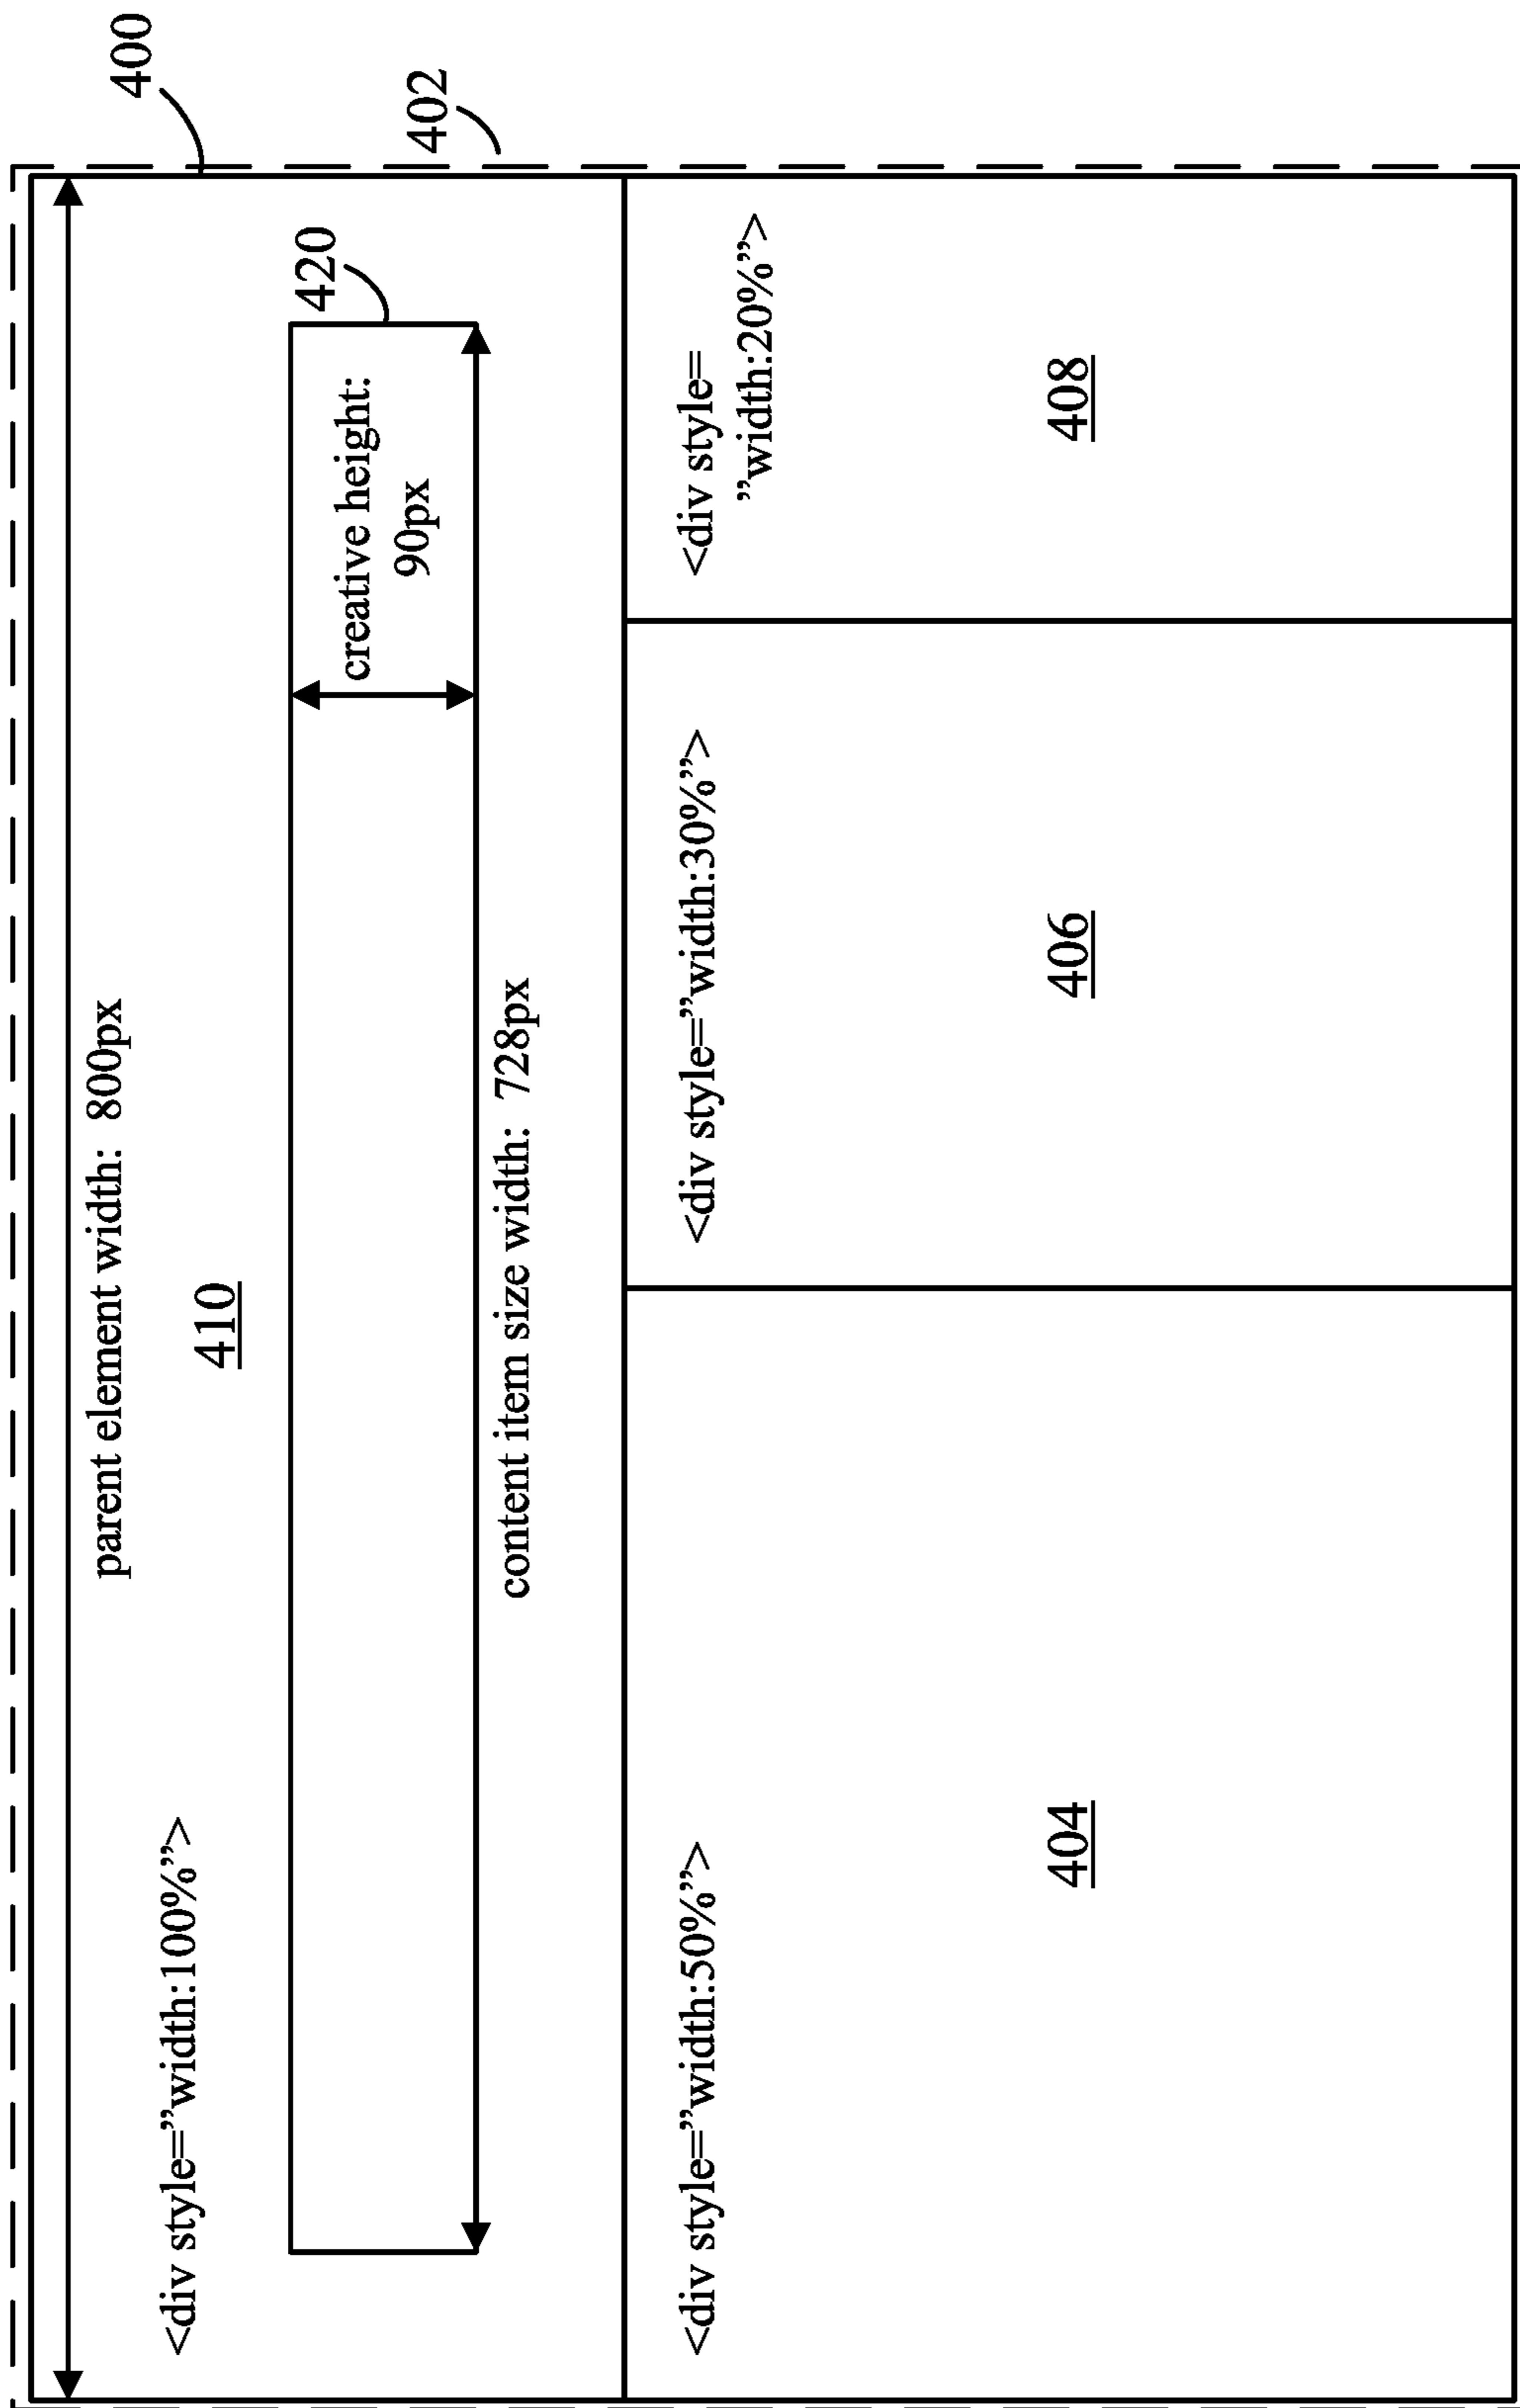 400
402
parent element width: 800px
<div style=”width:100%”>
410
420
creative height:
90px
content item size width: 728px
<div style=”width:50%”>
<div style=”width:30%”>
<div style=
”width:20%”>
404
406
408